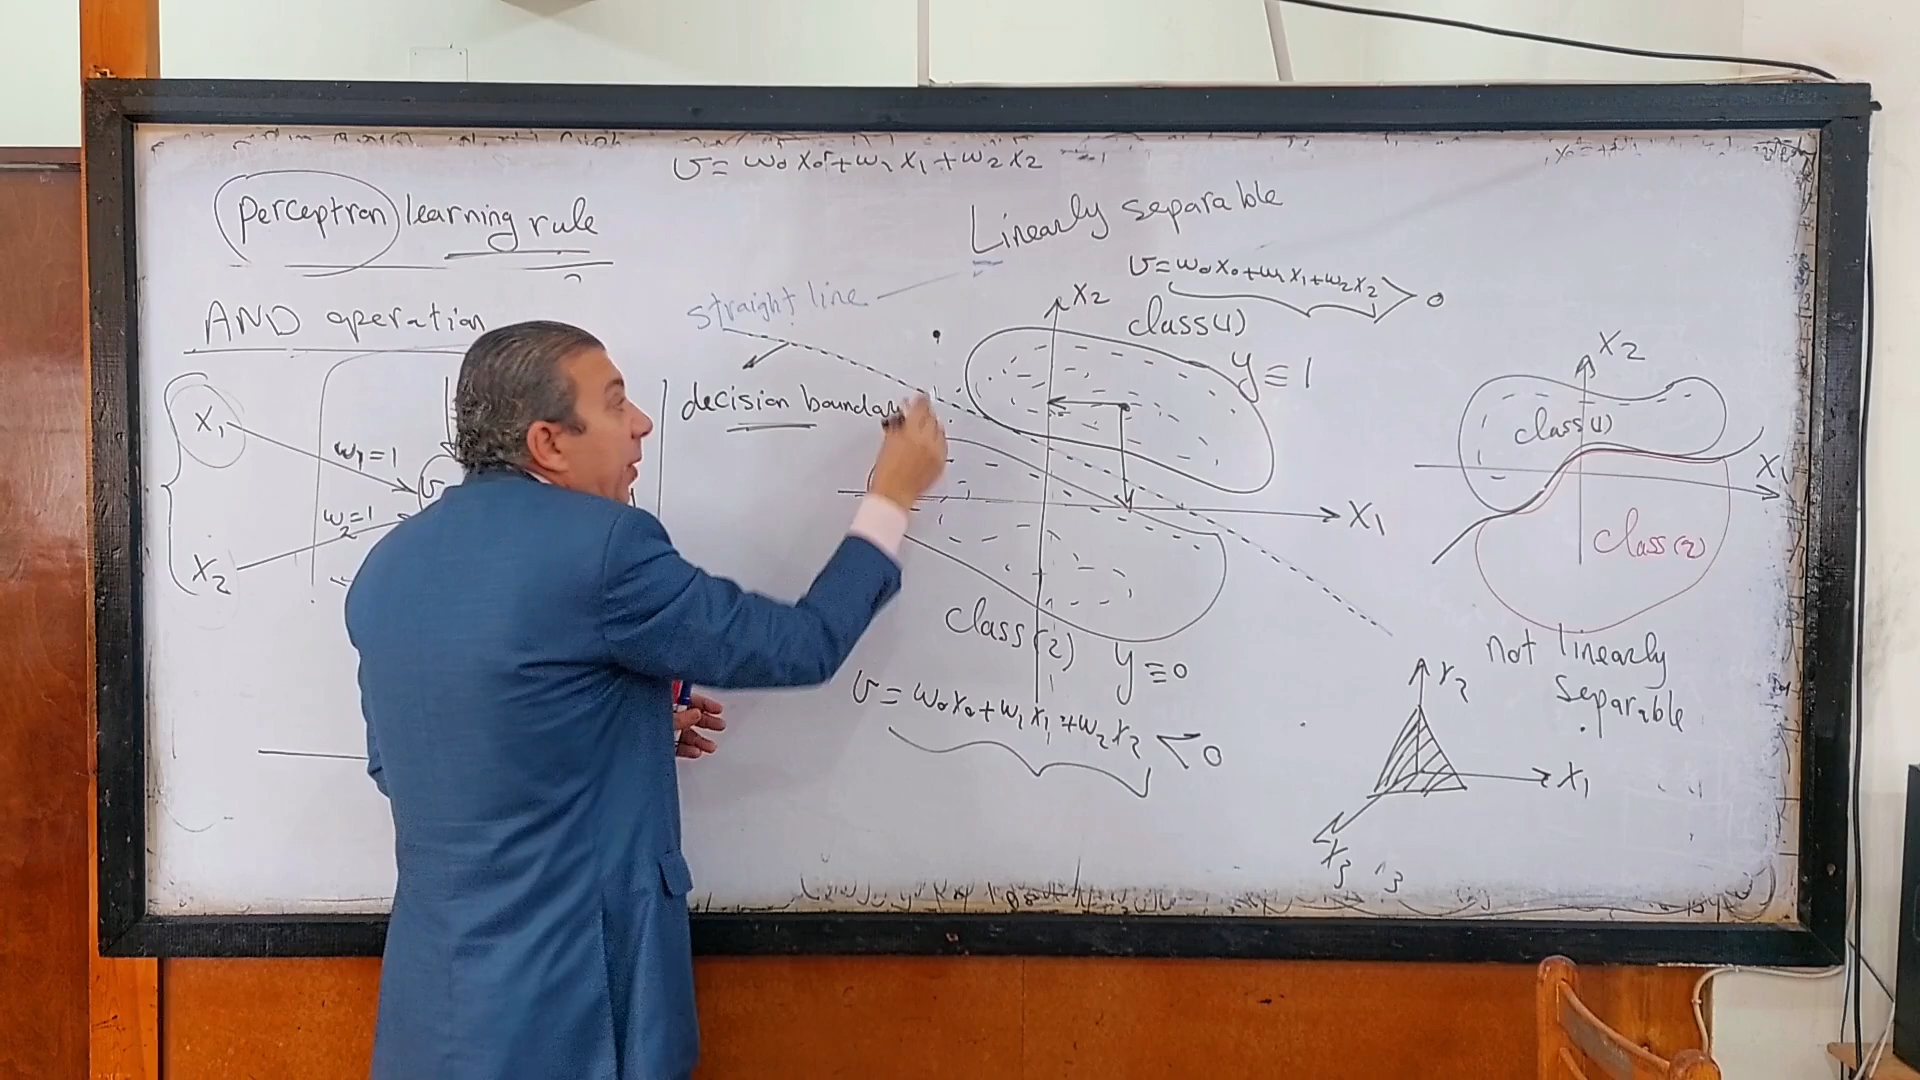 v = w0 x0 + w1 x1 + w2 x2
perceptron learning rule
AND operation
x1
w1=1
w2=1
x2
v
Linearly separable
straight line
decision boundary
v = w0 x0 + w1 x1 + w2 x2 > 0
x2
class(1)
y ≡ 1
x1
class(2)
y ≡ 0
v = w0 x0 + w1 x1 + w2 x2 < 0
x2
class(1)
x1
class(2)
not linearly
separable
x2
x1
x3